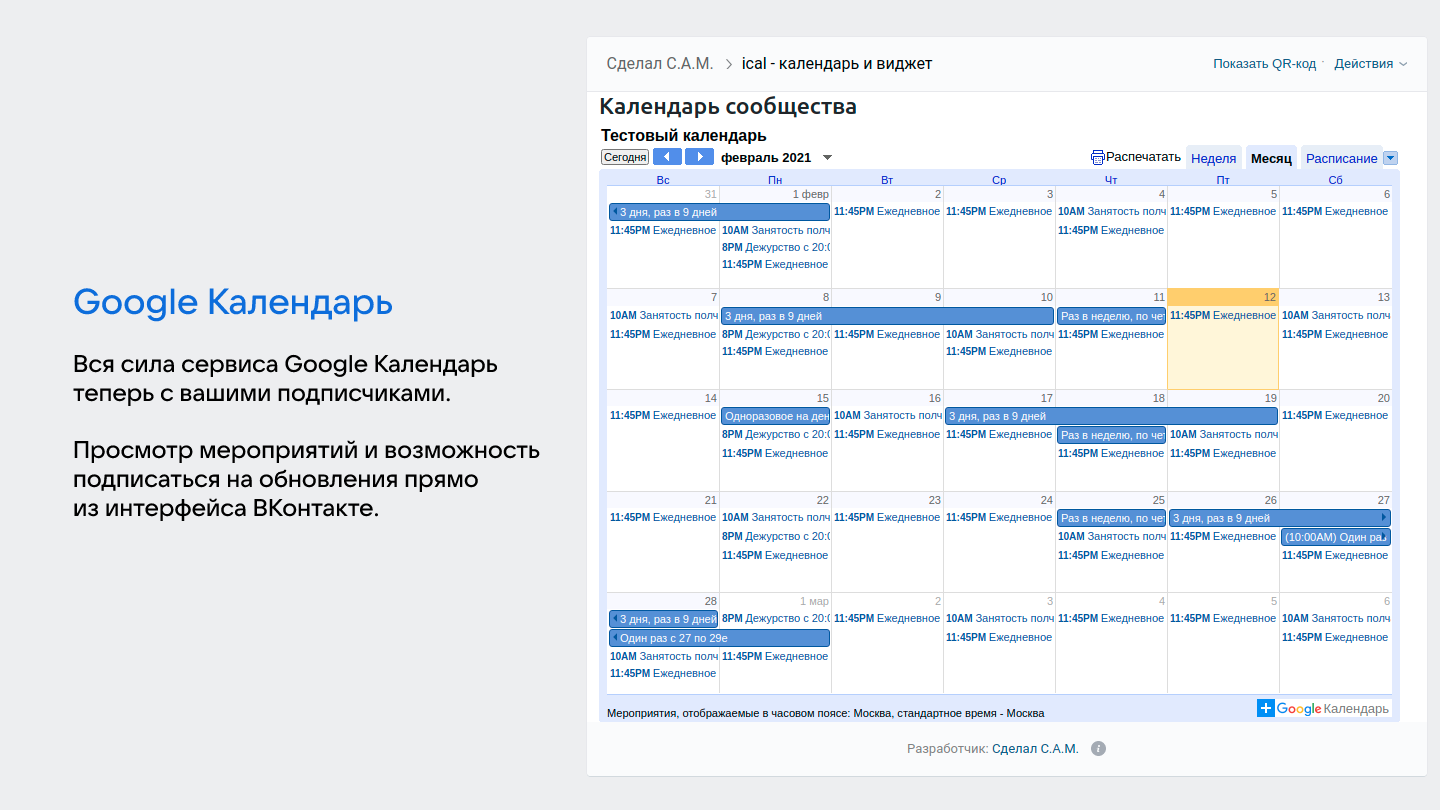 Google Календарь
Вся сила сервиса Google Календарь
теперь с вашими подписчиками.
Просмотр мероприятий и возможность
подписаться на обновления прямо
из интерфейса ВКонтакте.
Сделал С.А.М. > ical - календарь и виджет Показать QR-код · Действия
Календарь сообщества
Тестовый календарь
Сегодня февраль 2021 Распечатать Неделя Месяц Расписание
Вс Пн Вт Ср Чт Пт Сб
31 1 февр 2 3 4 5 6
3 дня, раз в 9 дней 11:45PM Ежедневное 11:45PM Ежедневное 10AM Занятость полч 11:45PM Ежедневное 11:45PM Ежедневное
11:45PM Ежедневное 10AM Занятость полч 11:45PM Ежедневное
8PM Дежурство с 20:0
11:45PM Ежедневное
7 8 9 10 11 12 13
10AM Занятость полч 3 дня, раз в 9 дней Раз в неделю, по чет 11:45PM Ежедневное 10AM Занятость полч
11:45PM Ежедневное 8PM Дежурство с 20:0 11:45PM Ежедневное 10AM Занятость полч 11:45PM Ежедневное 11:45PM Ежедневное
11:45PM Ежедневное 11:45PM Ежедневное
14 15 16 17 18 19 20
11:45PM Ежедневное Одноразовое на ден 10AM Занятость полч 3 дня, раз в 9 дней 11:45PM Ежедневное
8PM Дежурство с 20:0 11:45PM Ежедневное 11:45PM Ежедневное Раз в неделю, по чет 10AM Занятость полч
11:45PM Ежедневное 11:45PM Ежедневное 11:45PM Ежедневное
21 22 23 24 25 26 27
11:45PM Ежедневное 10AM Занятость полч 11:45PM Ежедневное 11:45PM Ежедневное Раз в неделю, по чет 3 дня, раз в 9 дней
8PM Дежурство с 20:0 10AM Занятость полч 11:45PM Ежедневное (10:00AM) Один раз
11:45PM Ежедневное 11:45PM Ежедневное 11:45PM Ежедневное
28 1 мар 2 3 4 5 6
3 дня, раз в 9 дней 8PM Дежурство с 20:0 11:45PM Ежедневное 10AM Занятость полч 11:45PM Ежедневное 11:45PM Ежедневное 10AM Занятость полч
Один раз с 27 по 29е 11:45PM Ежедневное 11:45PM Ежедневное
10AM Занятость полч 11:45PM Ежедневное
11:45PM Ежедневное
Мероприятия, отображаемые в часовом поясе: Москва, стандартное время - Москва + Google Календарь
Разработчик: Сделал С.А.М. i